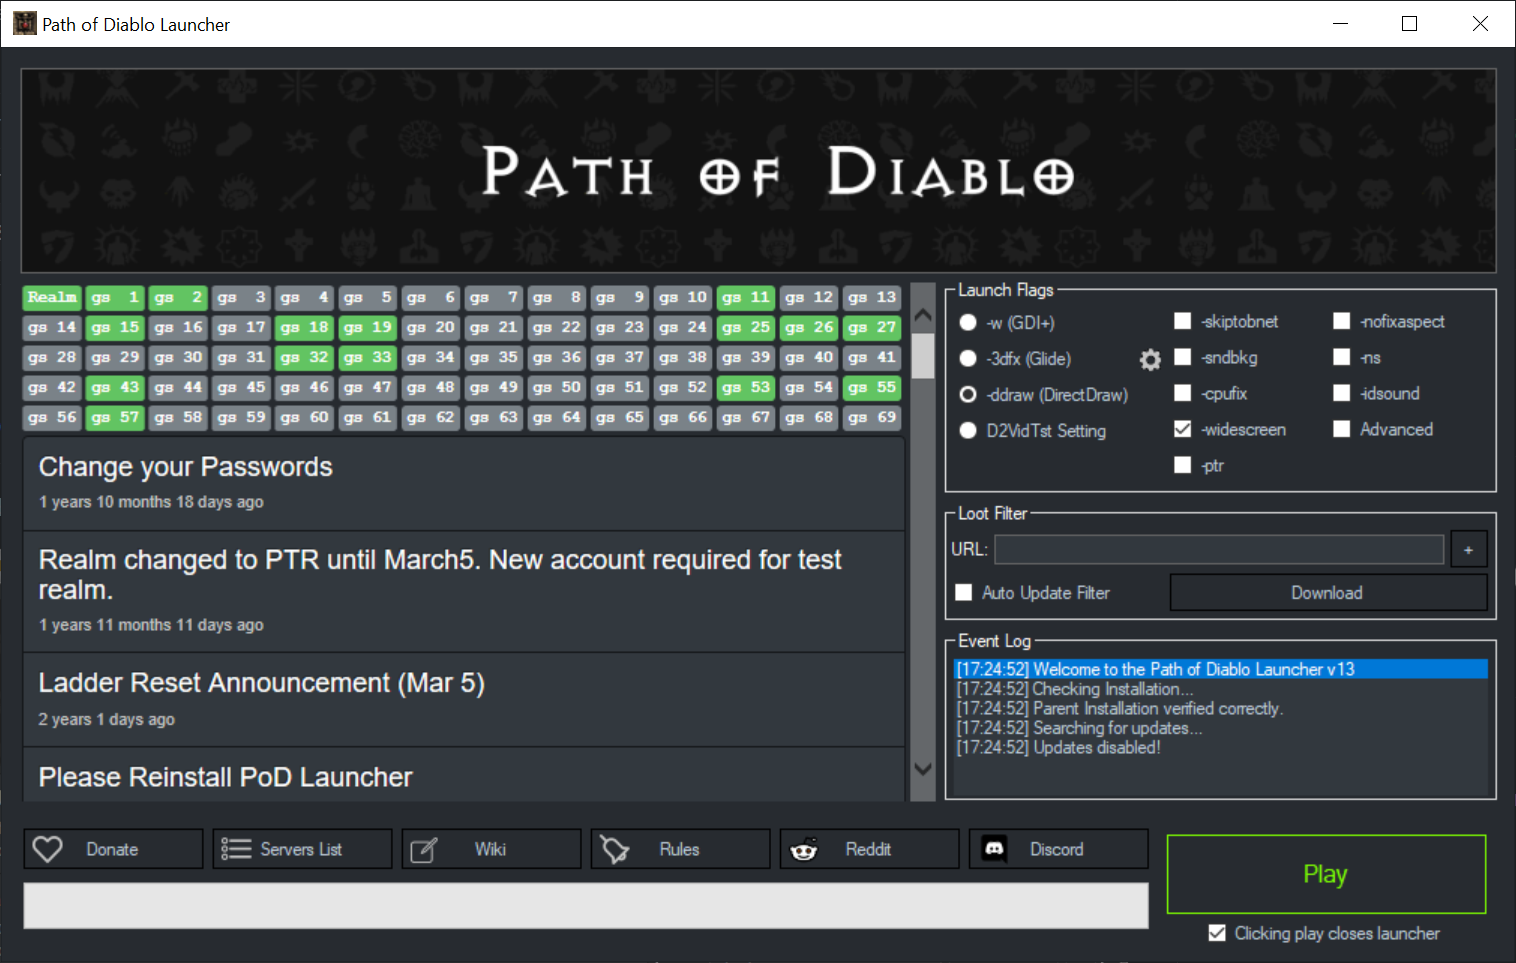 Path of Diablo Launcher
Path of Diablo
Realm gs 1 gs 2 gs 3 gs 4 gs 5 gs 6 gs 7 gs 8 gs 9 gs 10 gs 11 gs 12 gs 13
gs 14 gs 15 gs 16 gs 17 gs 18 gs 19 gs 20 gs 21 gs 22 gs 23 gs 24 gs 25 gs 26 gs 27
gs 28 gs 29 gs 30 gs 31 gs 32 gs 33 gs 34 gs 35 gs 36 gs 37 gs 38 gs 39 gs 40 gs 41
gs 42 gs 43 gs 44 gs 45 gs 46 gs 47 gs 48 gs 49 gs 50 gs 51 gs 52 gs 53 gs 54 gs 55
gs 56 gs 57 gs 58 gs 59 gs 60 gs 61 gs 62 gs 63 gs 64 gs 65 gs 66 gs 67 gs 68 gs 69
Change your Passwords
1 years 10 months 18 days ago
Realm changed to PTR until March5. New account required for test
realm.
1 years 11 months 11 days ago
Ladder Reset Announcement (Mar 5)
2 years 1 days ago
Please Reinstall PoD Launcher
Launch Flags
-w (GDI+) -skiptobnet -nofixaspect
-3dfx (Glide) -sndbkg -ns
-ddraw (DirectDraw) -cpufix -idsound
D2VidTst Setting -widescreen Advanced
-ptr
Loot Filter
URL: +
Auto Update Filter Download
Event Log
[17:24:52] Welcome to the Path of Diablo Launcher v13
[17:24:52] Checking Installation...
[17:24:52] Parent Installation verified correctly.
[17:24:52] Searching for updates...
[17:24:52] Updates disabled!
Donate Servers List Wiki Rules Reddit Discord
Play
Clicking play closes launcher